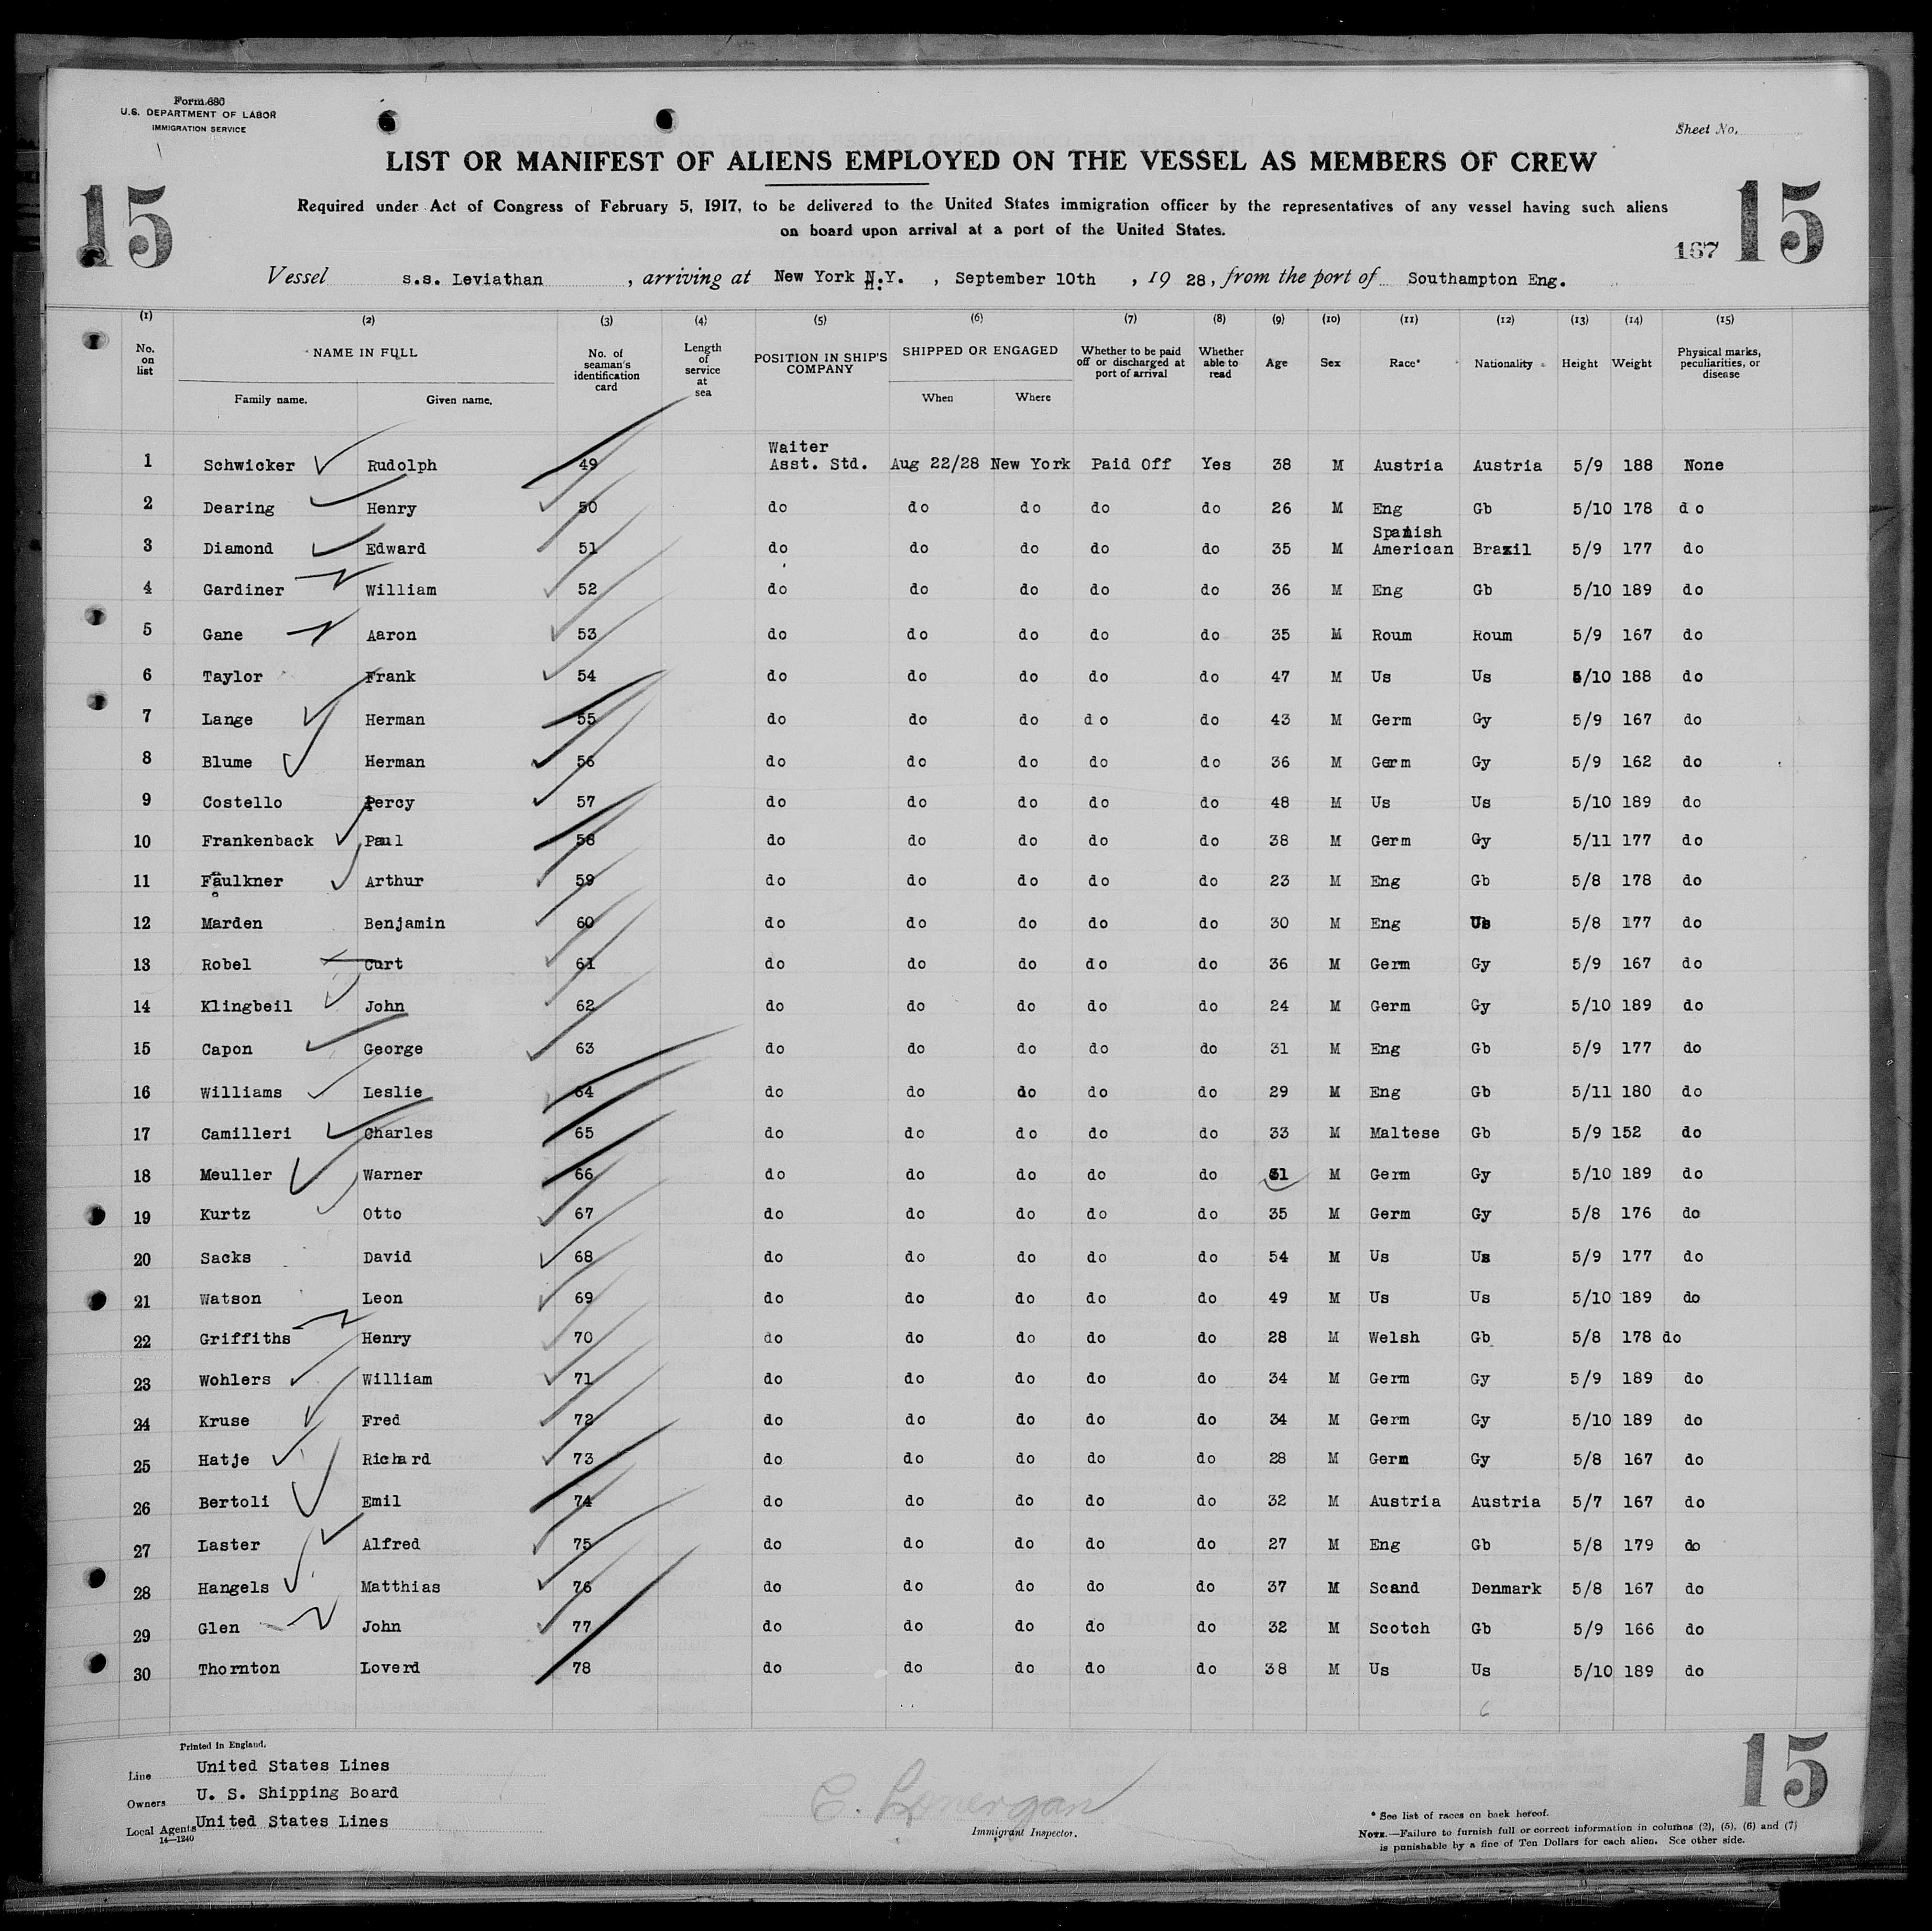 Form 680
U.S. DEPARTMENT OF LABOR
IMMIGRATION SERVICE
Sheet No.
LIST OR MANIFEST OF ALIENS EMPLOYED ON THE VESSEL AS MEMBERS OF CREW
15 15
Required under Act of Congress of February 5, 1917, to be delivered to the United States immigration officer by the representatives of any vessel having such aliens
on board upon arrival at a port of the United States.
157
Vessel s.s. Leviathan , arriving at New York N.Y. , September 10th , 19 28, from the port of Southampton Eng.
(1) (2) (3) (4) (5) (6) (7) (8) (9) (10) (11) (12) (13) (14) (15)
No. on list NAME IN FULL Family name. Given name. No. of seaman's identification card Length of service at sea POSITION IN SHIP'S COMPANY SHIPPED OR ENGAGED When Where Whether to be paid off or discharged at port of arrival Whether able to read Age Sex Race* Nationality Height Weight Physical marks, peculiarities, or disease
1 Schwicker Rudolph 49 Waiter Asst. Std. Aug 22/28 New York Paid Off Yes 38 M Austria Austria 5/9 188 None
2 Dearing Henry 50 do do do do do 26 M Eng Gb 5/10 178 do
3 Diamond Edward 51 do do do do do 35 M Spanish American Brazil 5/9 177 do
4 Gardiner William 52 do do do do do 36 M Eng Gb 5/10 189 do
5 Gane Aaron 53 do do do do do 35 M Roum Roum 5/9 167 do
6 Taylor Frank 54 do do do do do 47 M Us Us 5/10 188 do
7 Lange Herman 55 do do do do do 43 M Germ Gy 5/9 167 do
8 Blume Herman 56 do do do do do 36 M Germ Gy 5/9 162 do
9 Costello Percy 57 do do do do do 48 M Us Us 5/10 189 do
10 Frankenback Paul 58 do do do do do 38 M Germ Gy 5/11 177 do
11 Faulkner Arthur 59 do do do do do 23 M Eng Gb 5/8 178 do
12 Marden Benjamin 60 do do do do do 30 M Eng Us 5/8 177 do
13 Robel Curt 61 do do do do do 36 M Germ Gy 5/9 167 do
14 Klingbeil John 62 do do do do do 24 M Germ Gy 5/10 189 do
15 Capon George 63 do do do do do 31 M Eng Gb 5/9 177 do
16 Williams Leslie 64 do do do do do 29 M Eng Gb 5/11 180 do
17 Camilleri Charles 65 do do do do do 33 M Maltese Gb 5/9 152 do
18 Meuller Warner 66 do do do do do M Germ Gy 5/10 189 do
19 Kurtz Otto 67 do do do do do 35 M Germ Gy 5/8 176 do
20 Sacks David 68 do do do do do 54 M Us Us 5/9 177 do
21 Watson Leon 69 do do do do do 49 M Us Us 5/10 189 do
22 Griffiths Henry 70 do do do do do 28 M Welsh Gb 5/8 178 do
23 Wohlers William 71 do do do do do 34 M Germ Gy 5/9 189 do
24 Kruse Fred 72 do do do do do 34 M Germ Gy 5/10 189 do
25 Hatje Richard 73 do do do do do 28 M Germ Gy 5/8 167 do
26 Bertoli Emil 74 do do do do do 32 M Austria Austria 5/7 167 do
27 Laster Alfred 75 do do do do do 27 M Eng Gb 5/8 179 do
28 Hangels Matthias 76 do do do do do 37 M Scand Denmark 5/8 167 do
29 Glen John 77 do do do do do 32 M Scotch Gb 5/9 166 do
30 Thornton Loverd 78 do do do do do 38 M Us Us 5/10 189 do
6
Printed in England.
Line United States Lines
Owners U. S. Shipping Board
Local Agents United States Lines
14—1240
C. Lonergan
Immigrant Inspector.
15
* See list of races on back hereof.
NOTE.—Failure to furnish full or correct information in columns (2), (5), (6) and (7)
is punishable by a fine of Ten Dollars for each alien. See other side.